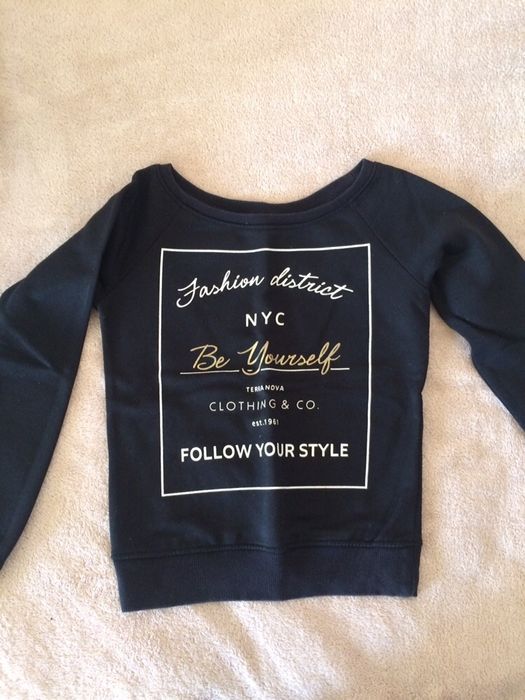 Fashion district
NYC
Be Yourself
TERRANOVA
CLOTHING & CO.
est.1961
FOLLOW YOUR STYLE